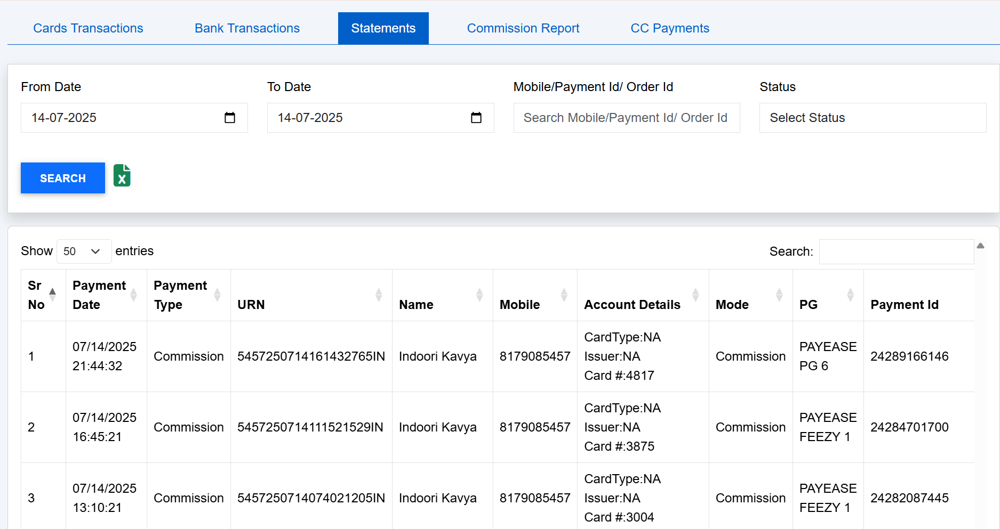 Cards Transactions Bank Transactions Statements Commission Report CC Payments
From Date To Date Mobile/Payment Id/ Order Id Status
14-07-2025 14-07-2025 Search Mobile/Payment Id/ Order Id Select Status
SEARCH X
Show 50 entries Search:
Sr No Payment Date Payment Type URN Name Mobile Account Details Mode PG Payment Id
1 07/14/2025 21:44:32 Commission 5457250714161432765IN Indoori Kavya 8179085457 CardType:NA Issuer:NA Card #:4817 Commission PAYEASE PG 6 24289166146
2 07/14/2025 16:45:21 Commission 5457250714111521529IN Indoori Kavya 8179085457 CardType:NA Issuer:NA Card #:3875 Commission PAYEASE FEEZY 1 24284701700
3 07/14/2025 13:10:21 Commission 5457250714074021205IN Indoori Kavya 8179085457 CardType:NA Issuer:NA Card #:3004 Commission PAYEASE FEEZY 1 24282087445